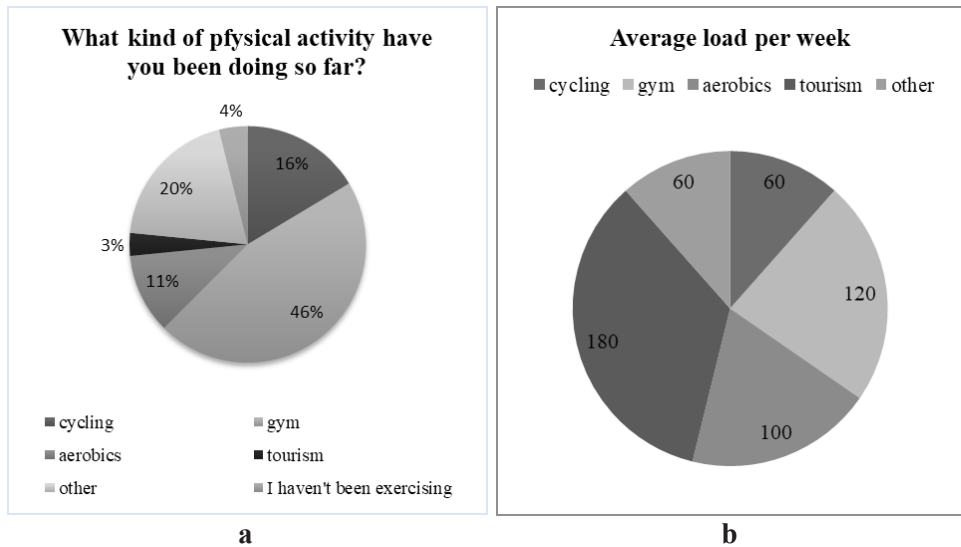 What kind of pfysical activity have
you been doing so far?
4%
16%
20%
3%
11%
46%
cycling gym
aerobics tourism
other I haven't been exercising
a
Average load per week
cycling gym aerobics tourism other
60 60
120
180
100
b